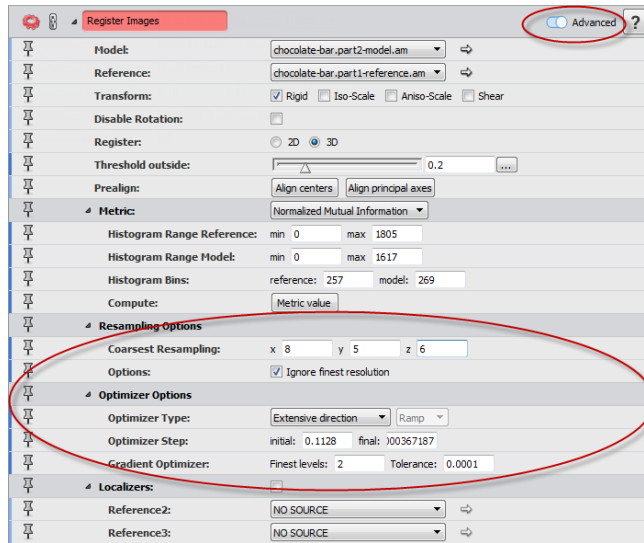 Register Images Advanced ?
Model: chocolate-bar.part2-model.am
Reference: chocolate-bar.part1-reference.am
Transform: Rigid Iso-Scale Aniso-Scale Shear
Disable Rotation:
Register: 2D 3D
Threshold outside: 0.2 ...
Prealign: Align centers Align principal axes
Metric: Normalized Mutual Information
Histogram Range Reference: min 0 max 1805
Histogram Range Model: min 0 max 1617
Histogram Bins: reference: 257 model: 269
Compute: Metric value
Resampling Options
Coarsest Resampling: x 8 y 5 z 6
Options: Ignore finest resolution
Optimizer Options
Optimizer Type: Extensive direction Ramp
Optimizer Step: initial: 0.1128 final: 00367187
Gradient Optimizer: Finest levels: 2 Tolerance: 0.0001
Localizers:
Reference2: NO SOURCE
Reference3: NO SOURCE